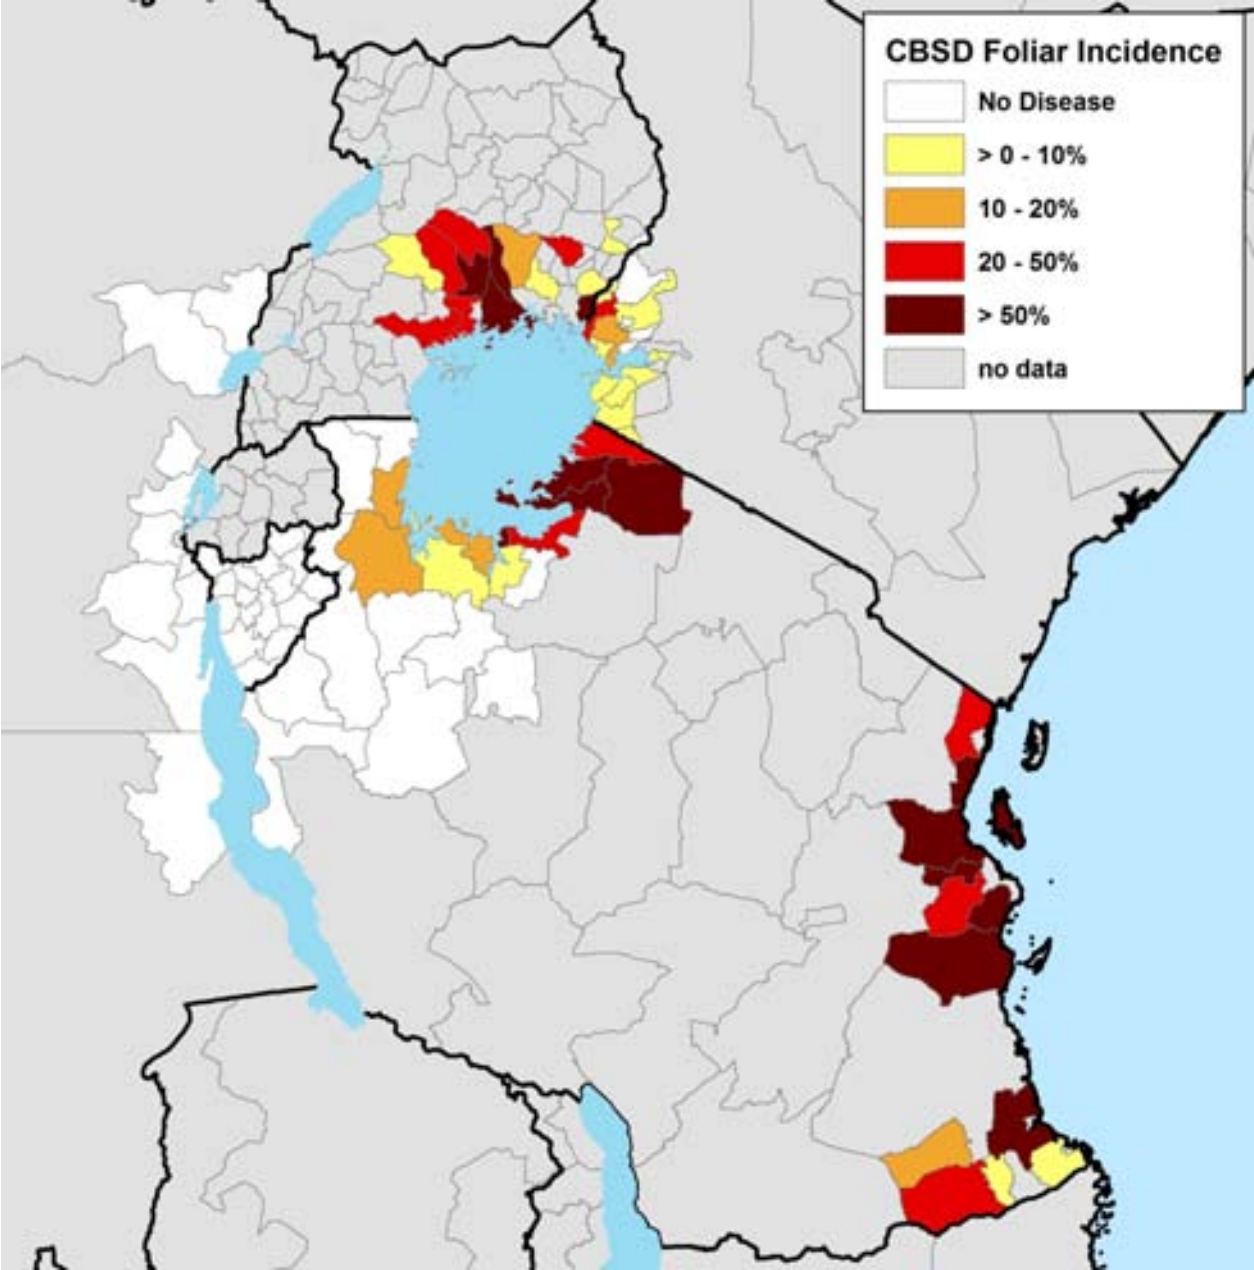 CBSD Foliar Incidence
No Disease
> 0 - 10%
10 - 20%
20 - 50%
> 50%
no data